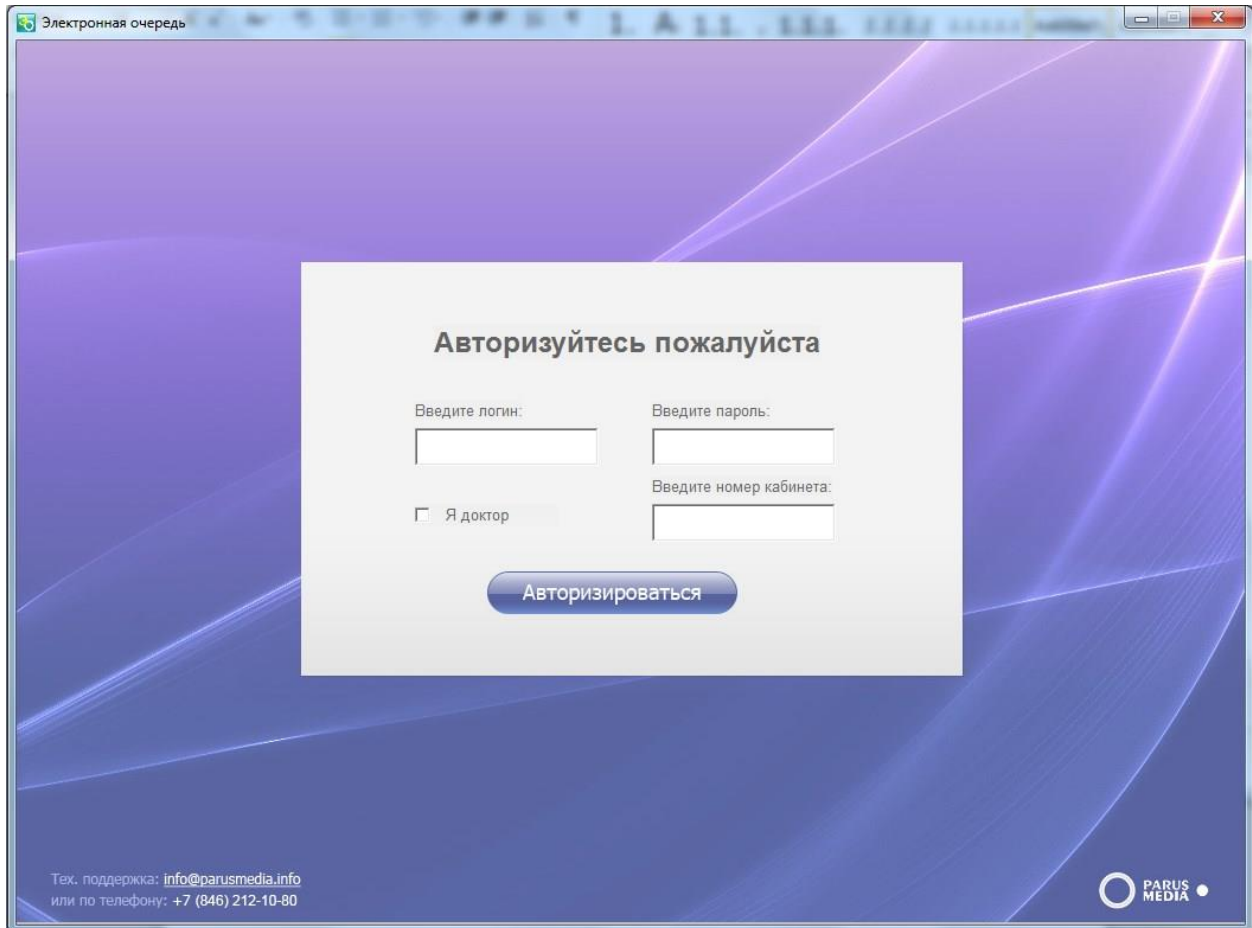 Электронная очередь
Авторизуйтесь пожалуйста
Введите логин:
Введите пароль:
Введите номер кабинета:
Я доктор
Авторизироваться
Тех. поддержка: info@parusmedia.info
или по телефону: +7 (846) 212-10-80
PARUS
MEDIA